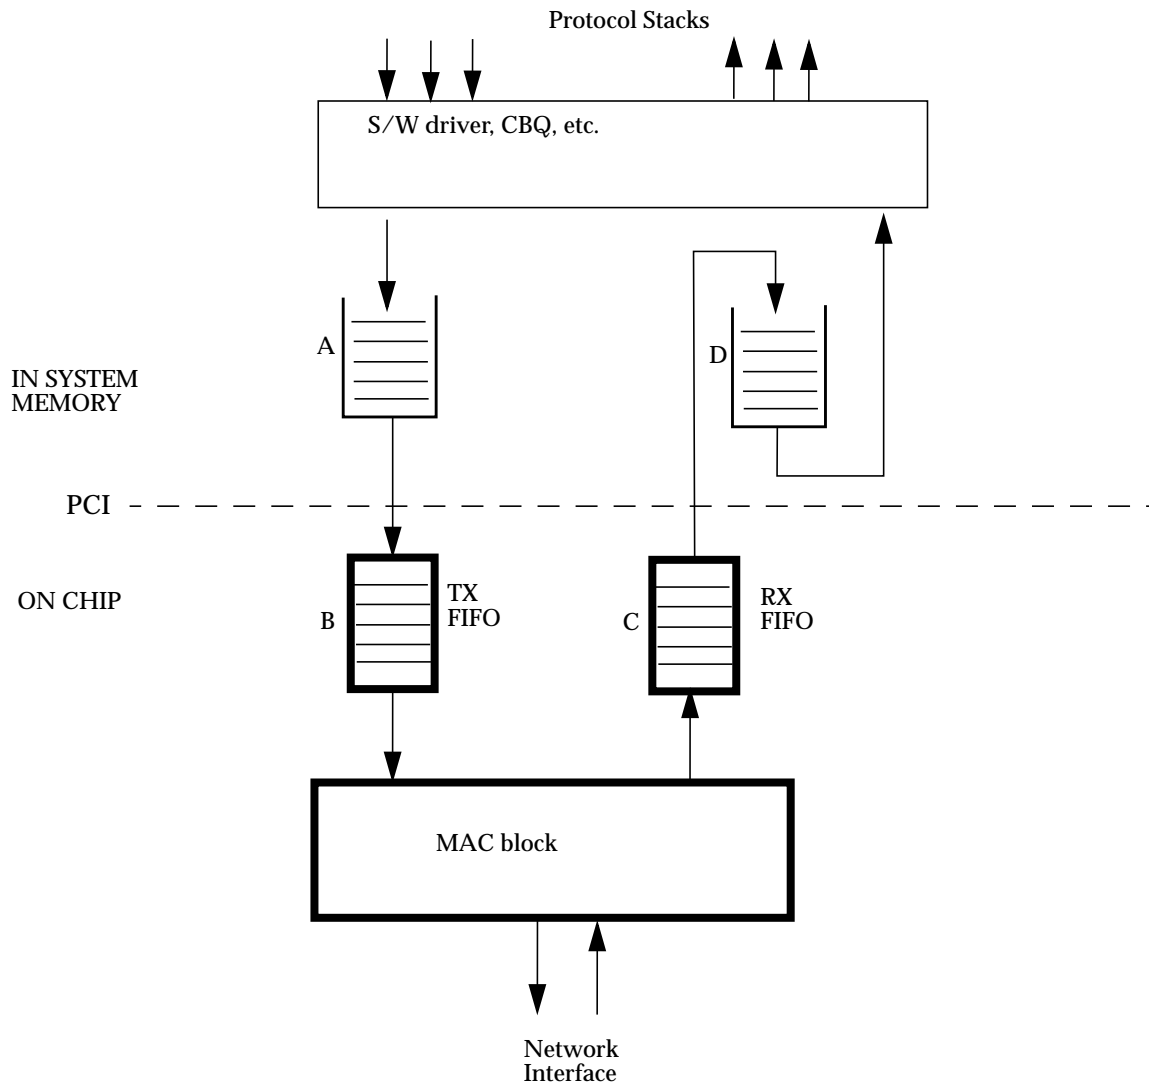 Protocol Stacks
S/W driver, CBQ, etc.
A
D
IN SYSTEM
MEMORY
PCI
ON CHIP
B
TX
FIFO
C
RX
FIFO
MAC block
Network
Interface